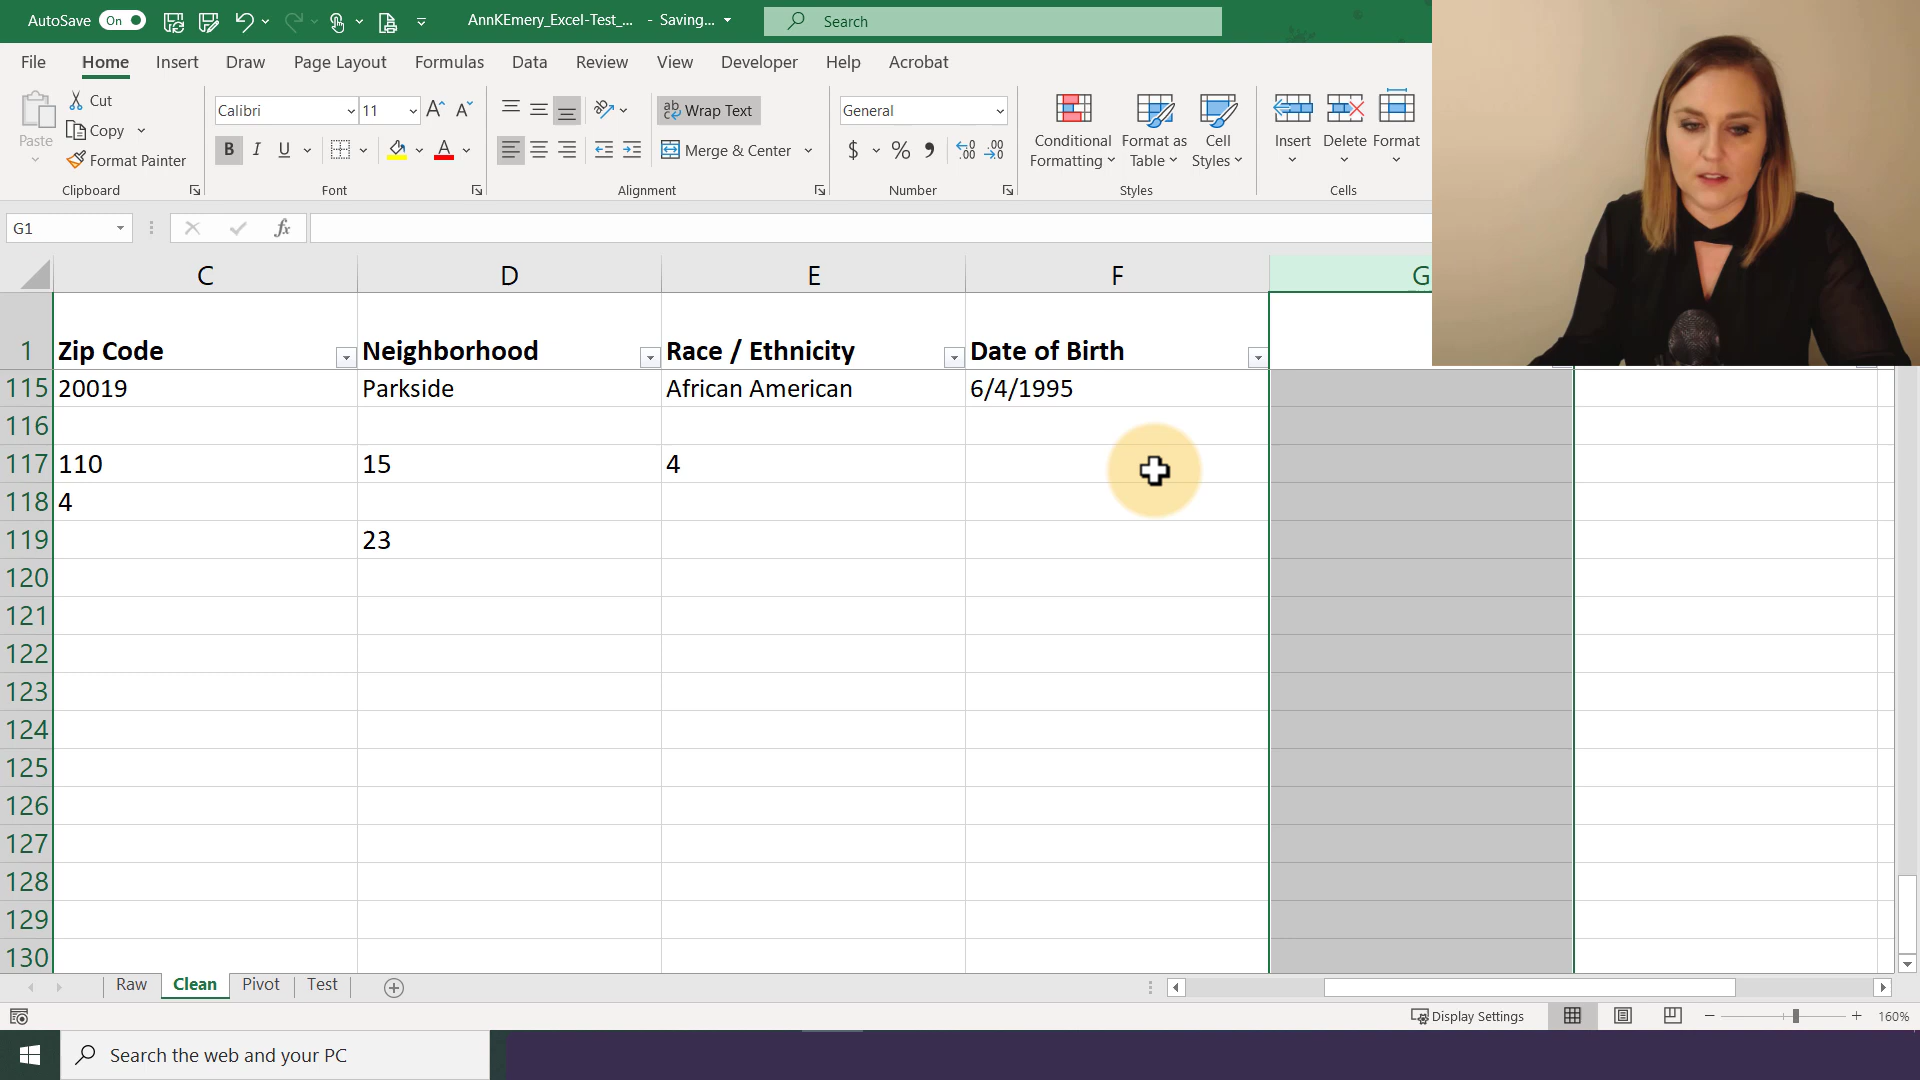 AutoSave On AnnKEmery_Excel-Test_... - Saving... Search
File Home Insert Draw Page Layout Formulas Data Review View Developer Help Acrobat
Paste Cut Copy Format Painter Clipboard
Calibri 11 B I U A Font
ab Wrap Text Merge & Center Alignment
General $ % Number
Conditional Formatting Format as Table Cell Styles Styles
Insert Delete Format Cells
G1 fx
C D E F G
1 Zip Code Neighborhood Race / Ethnicity Date of Birth
115 20019 Parkside African American 6/4/1995
116
117 110 15 4
118 4
119 23
120
121
122
123
124
125
126
127
128
129
130
Raw Clean Pivot Test
Display Settings 160%
Search the web and your PC